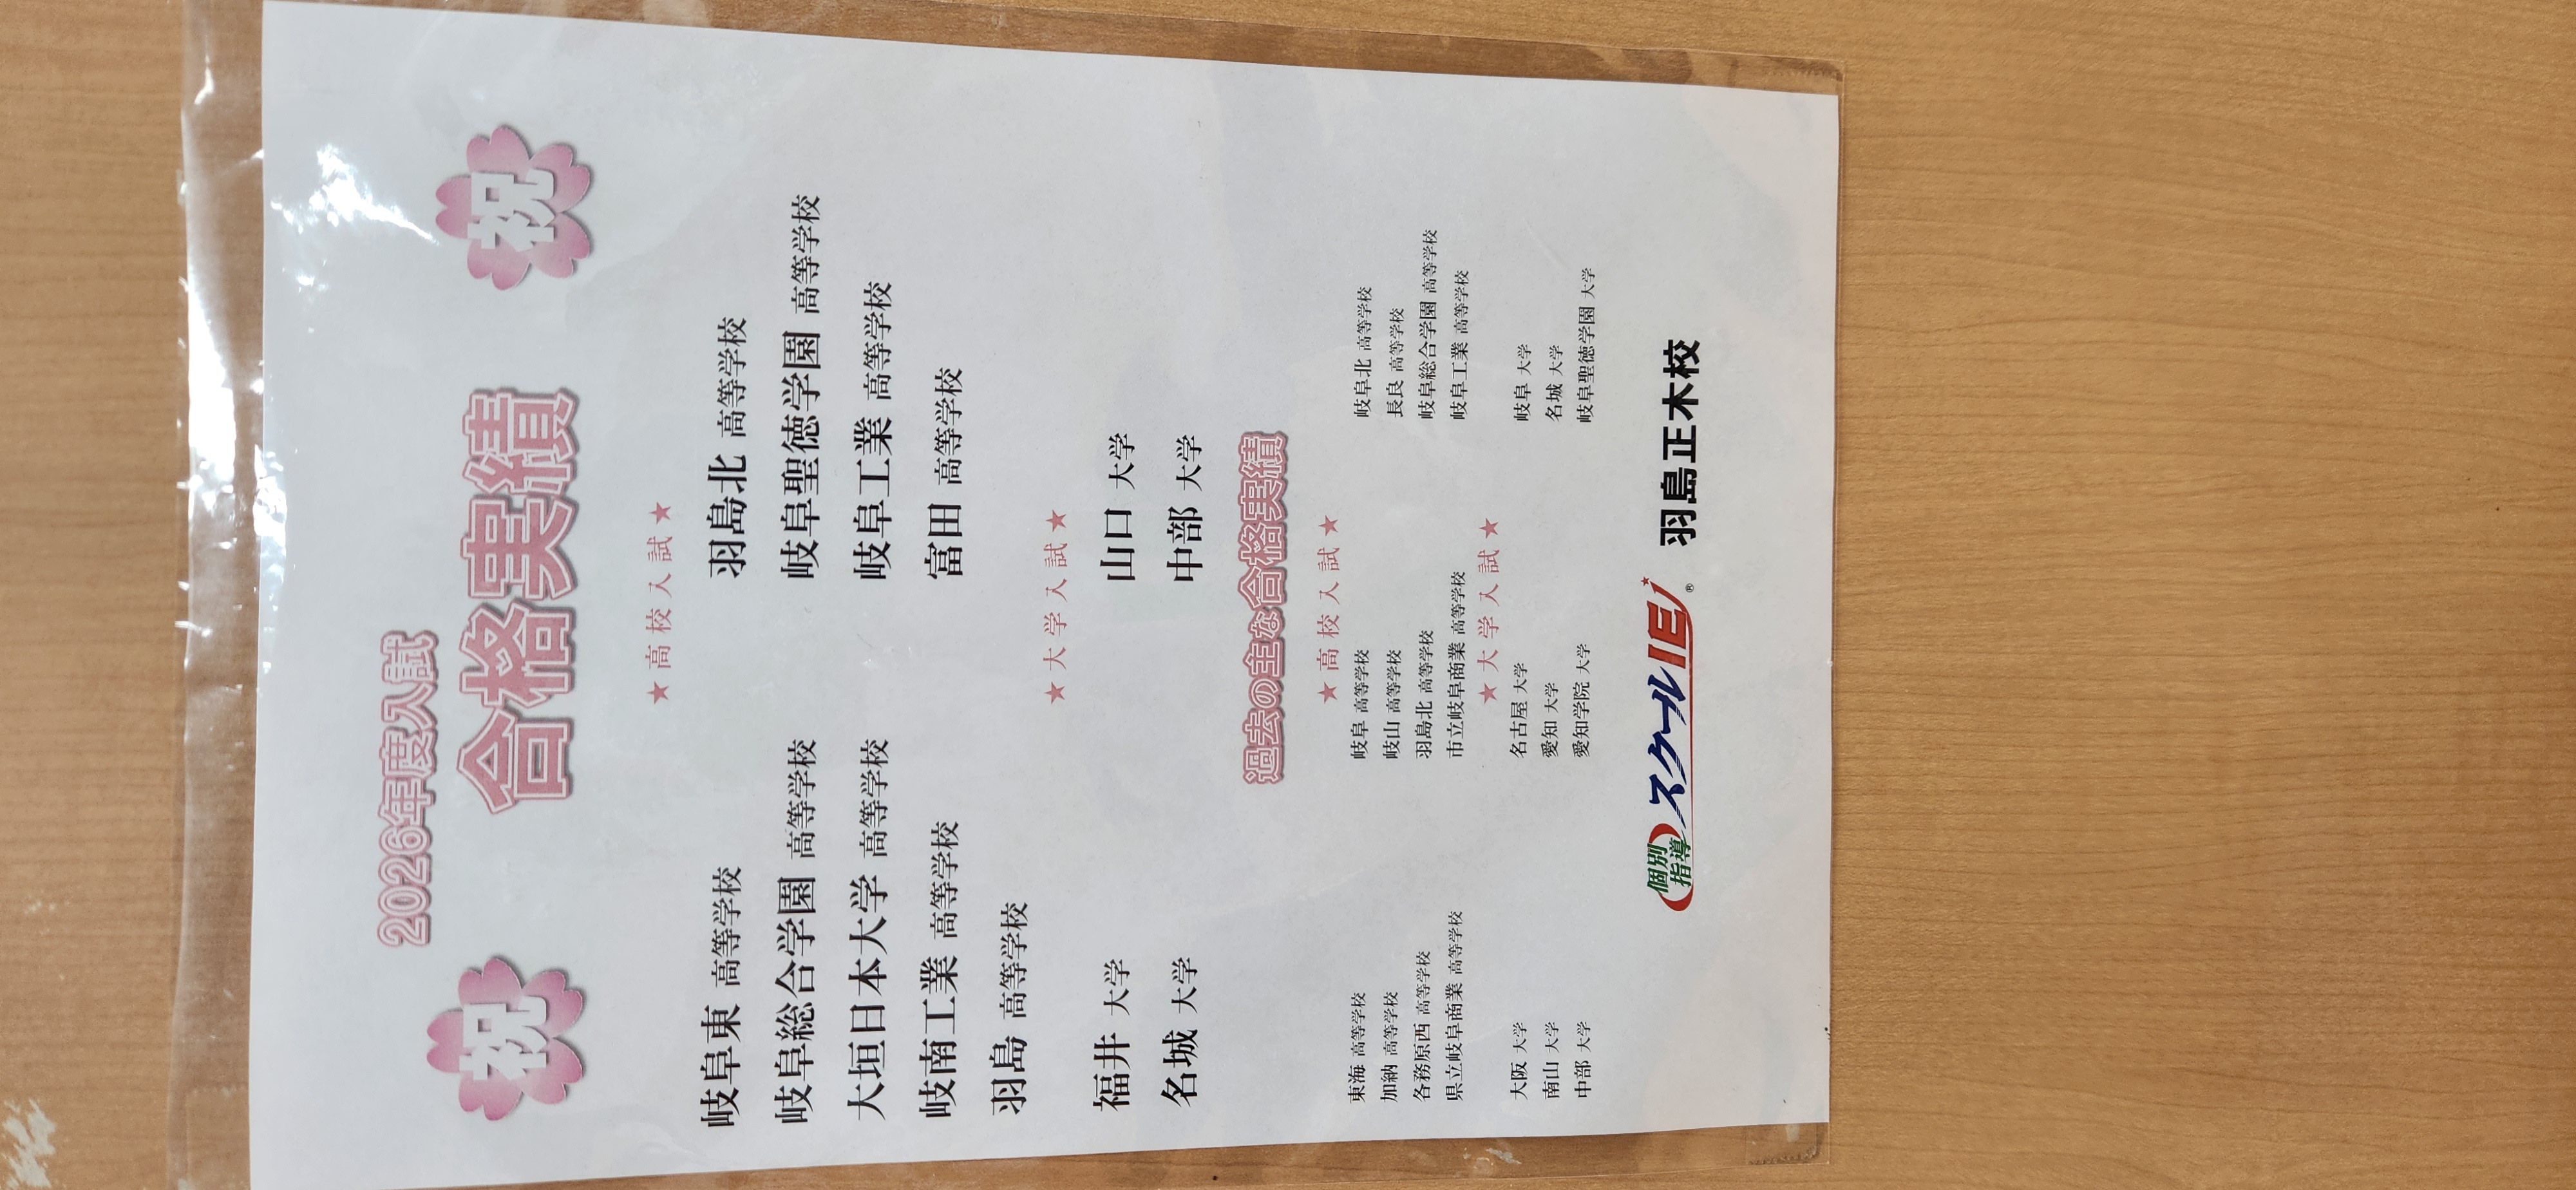 2026年度入試
祝 合格実績 祝
★高校入試★
岐阜東 高等学校 羽島北 高等学校
岐阜総合学園 高等学校 岐阜聖徳学園 高等学校
大垣日本大学 高等学校 岐阜工業 高等学校
岐南工業 高等学校 富田 高等学校
羽島 高等学校
★大学入試★
福井 大学 山口 大学
名城 大学 中部 大学
過去の主な合格実績
★高校入試★
東海 高等学校 岐阜 高等学校 岐阜北 高等学校
加納 高等学校 岐山 高等学校 長良 高等学校
各務原西 高等学校 羽島北 高等学校 岐阜総合学園 高等学校
県立岐阜商業 高等学校 市立岐阜商業 高等学校 岐阜工業 高等学校
★大学入試★
大阪 大学 名古屋 大学 岐阜 大学
南山 大学 愛知 大学 名城 大学
中部 大学 愛知学院 大学 岐阜聖徳学園 大学
個別指導 スクールIE® 羽島正木校